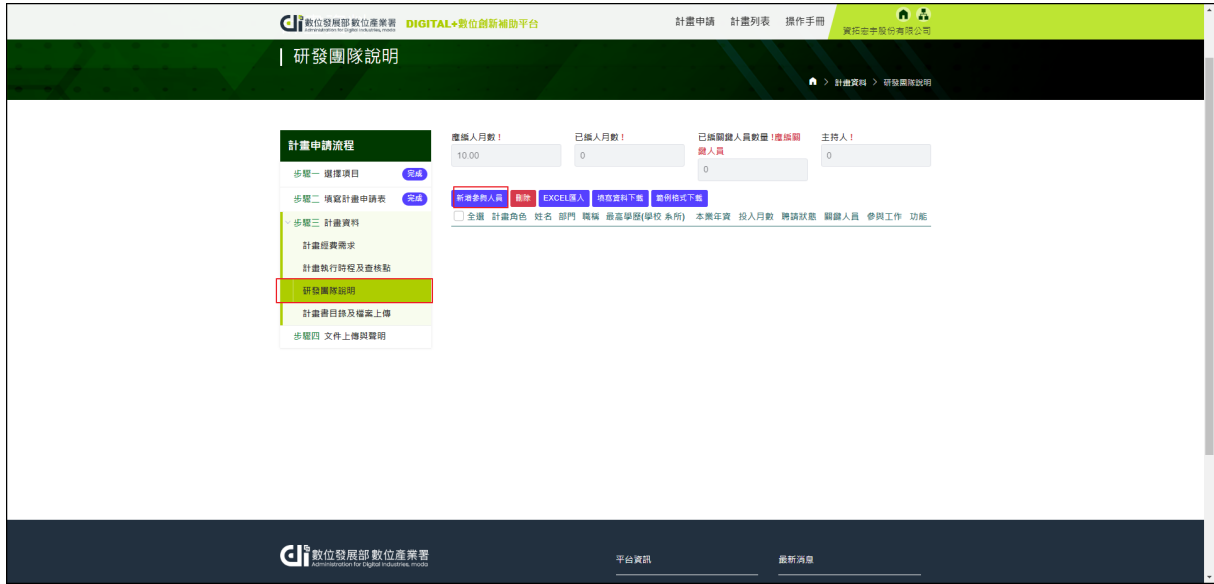 數位發展部 數位產業署
Administration for Digital Industries, moda
DIGITAL+數位創新補助平台
計畫申請 計畫列表 操作手冊
資拓宏宇股份有限公司
研發團隊說明
> 計畫資料 > 研發團隊說明
計畫申請流程
步驟一 選擇項目 完成
步驟二 填寫計畫申請表 完成
步驟三 計畫資料
計畫經費需求
計畫執行時程及查核點
研發團隊說明
計畫書目錄及檔案上傳
步驟四 文件上傳與聲明
應編人月數!
10.00
已編人月數!
0
已編關鍵人員數量!應編關
鍵人員
0
主持人!
0
新增參與人員 刪除 EXCEL匯入 填寫資料下載 範例格式下載
全選 計畫角色 姓名 部門 職稱 最高學歷(學校 系所) 本業年資 投入月數 聘請狀態 關鍵人員 參與工作 功能
數位發展部 數位產業署
Administration for Digital Industries, moda
平台資訊
最新消息